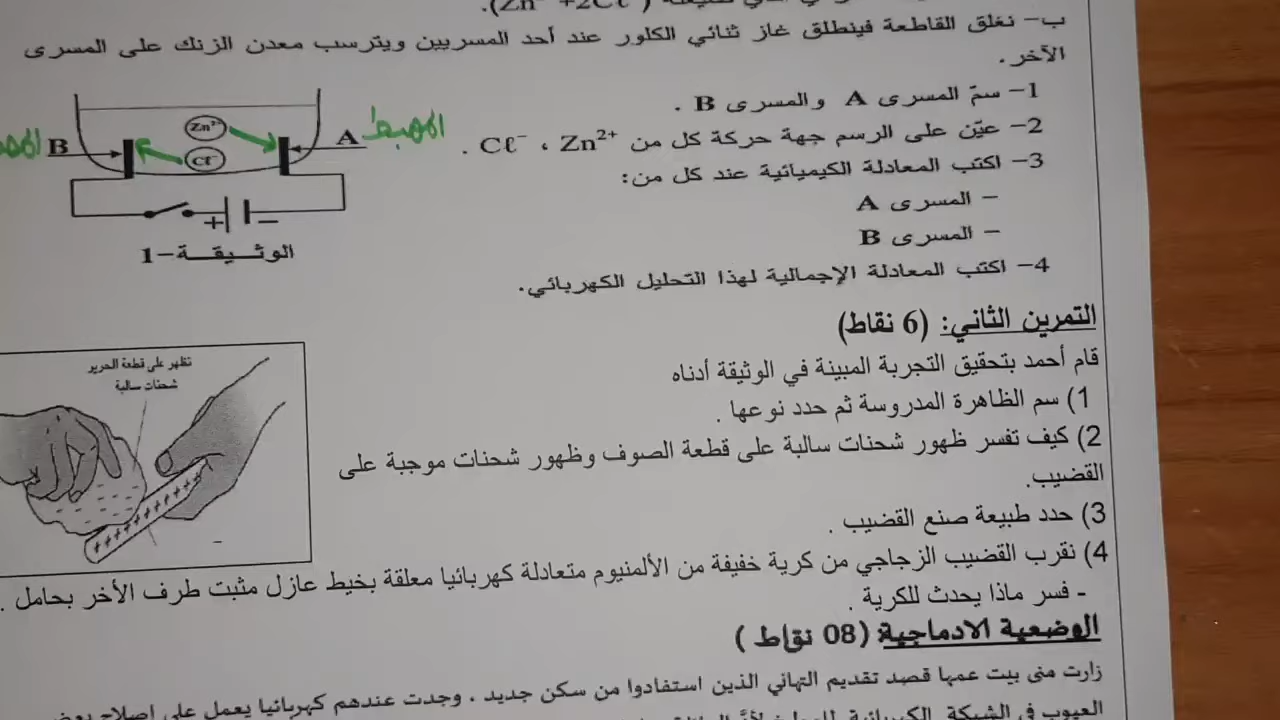 (Zn²⁺+2Cℓ⁻).
ب- نغلق القاطعة فينطلق غاز ثنائي الكلور عند أحد المسريين ويترسب معدن الزنك على المسرى
الآخر.
1- سمّ المسرى A والمسرى B .
2- عيّن على الرسم جهة حركة كل من Zn²⁺ ، Cℓ⁻ .
3- اكتب المعادلة الكيميائية عند كل من:
- المسرى A
- المسرى B
4- اكتب المعادلة الإجمالية لهذا التحليل الكهربائي.
B
Zn²⁺
Cℓ⁻
A
المهبط
+ -
الوثـيـقـة-1
التمرين الثاني: (6 نقاط)
قام أحمد بتحقيق التجربة المبينة في الوثيقة أدناه
1) سم الظاهرة المدروسة ثم حدد نوعها .
2) كيف تفسر ظهور شحنات سالبة على قطعة الصوف وظهور شحنات موجبة على
القضيب.
3) حدد طبيعة صنع القضيب .
4) نقرب القضيب الزجاجي من كرية خفيفة من الألمنيوم متعادلة كهربائيا معلقة بخيط عازل مثبت طرف الأخر بحامل .
- فسر ماذا يحدث للكرية .
تظهر على قطعة الحرير
شحنات سالبة
الوضعية الادماجية: (08 نقاط )
زارت منى بيت عمها قصد تقديم التهاني الذين استفادوا من سكن جديد . وجدت عندهم كهربائيا يعمل على إصلاح بعض
العيوب في الشبكة الكهربائية